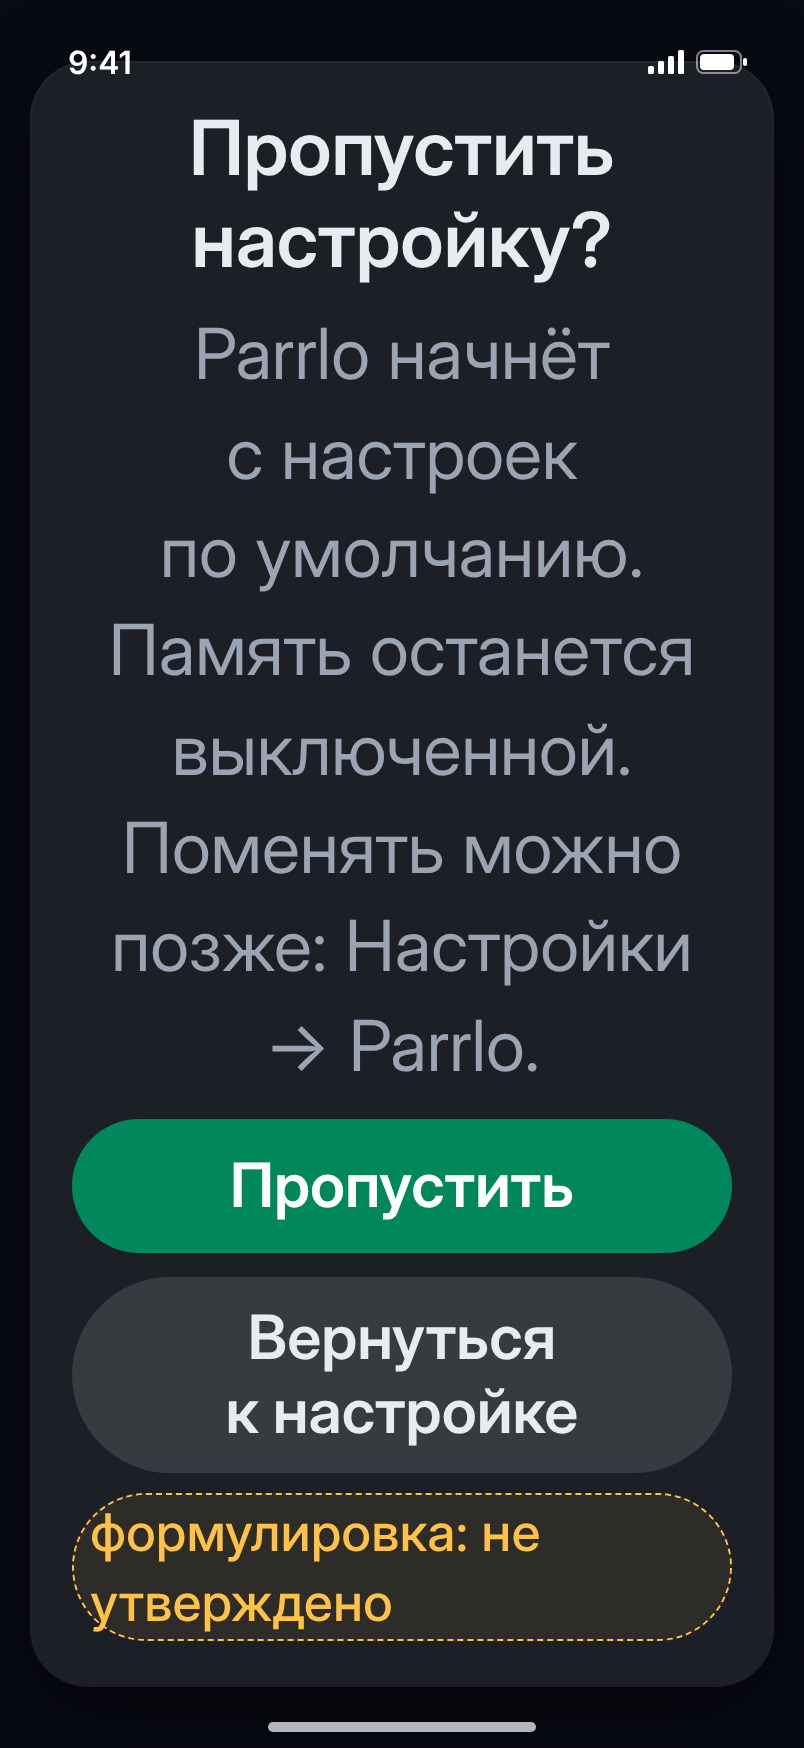 9:41
Пропустить
настройку?
Parrlo начнёт
с настроек
по умолчанию.
Память останется
выключенной.
Поменять можно
позже: Настройки
→ Parrlo.
Пропустить
Вернуться
к настройке
формулировка: не
утверждено